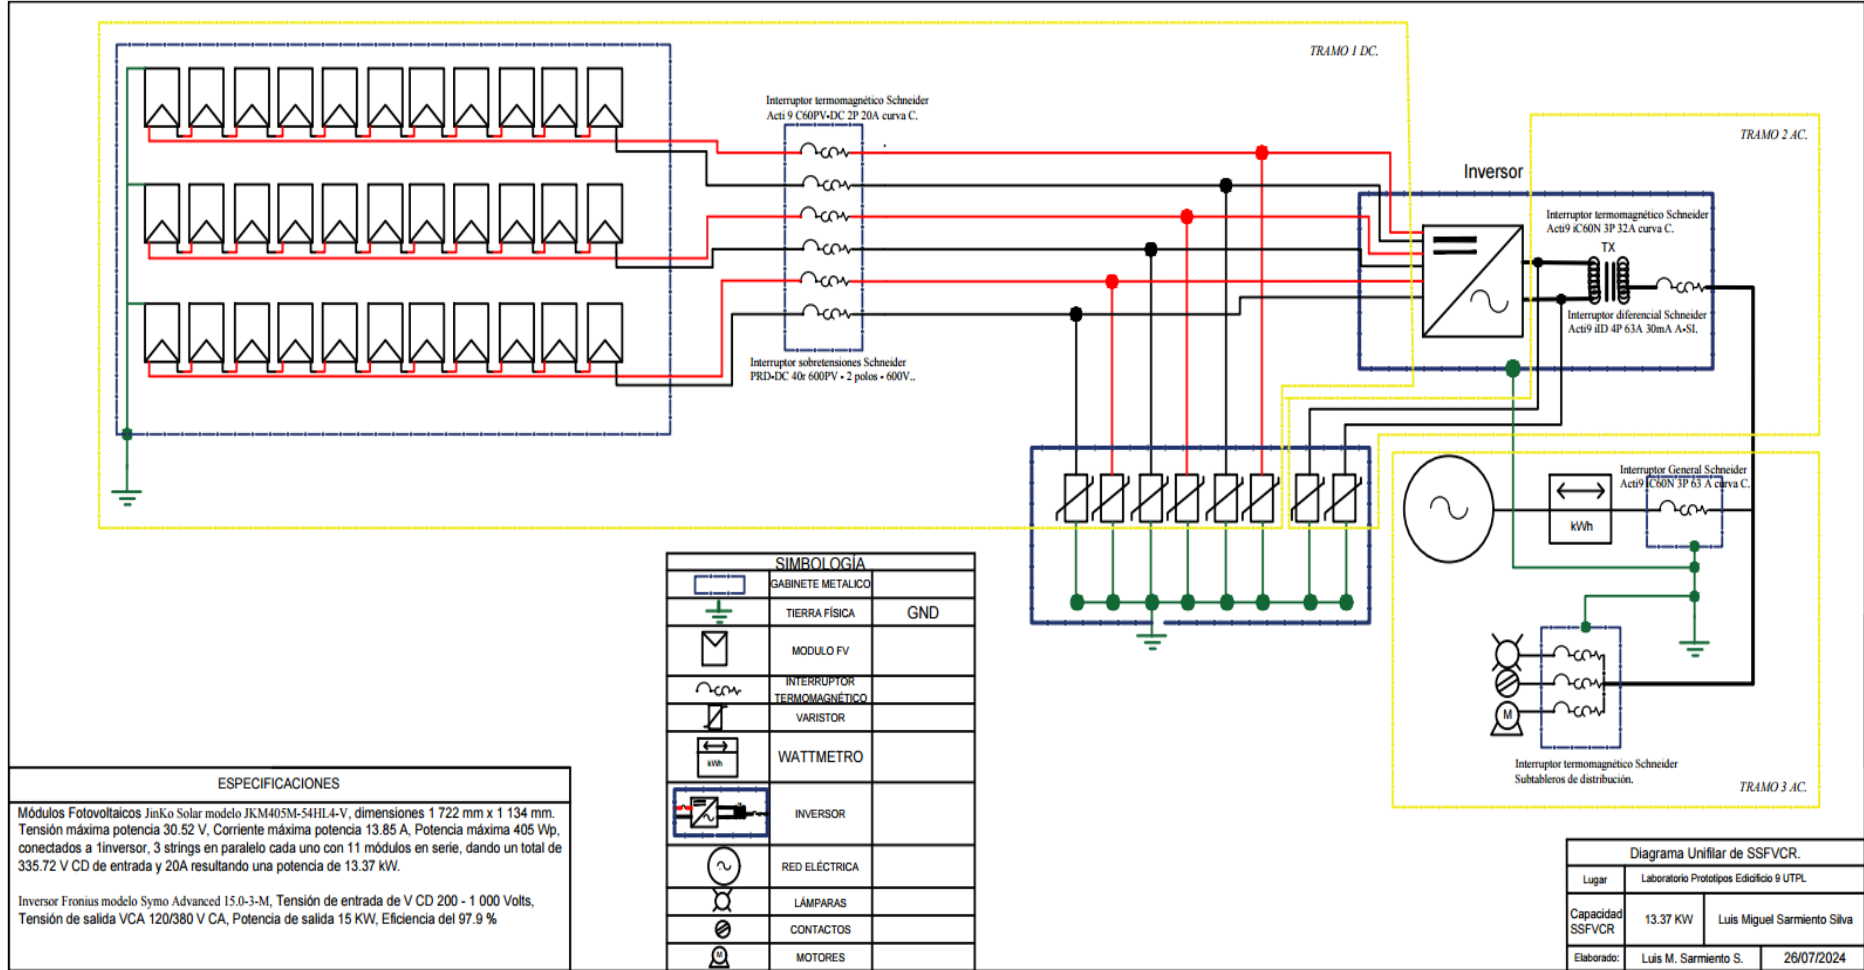 TRAMO 1 DC.
Interruptor termomagnético Schneider
Acti 9 C60PV-DC 2P 20A curva C.
TRAMO 2 AC.
Inversor
Interruptor termomagnético Schneider
Acti9 iC60N 3P 32A curva C.
TX
Interruptor diferencial Schneider
Acti9 iID 4P 63A 30mA A-SI.
Interruptor sobretensiones Schneider
PRD-DC 40r 600PV - 2 polos - 600V..
Interruptor General Schneider
Acti9 iC60N 3P 63 A curva C.
kWh
M
Interruptor termomagnético Schneider
Subtableros de distribución.
TRAMO 3 AC.
SIMBOLOGÍA
GABINETE METALICO
TIERRA FÍSICA GND
MODULO FV
INTERRUPTOR
TERMOMAGNÉTICO
VARISTOR
kWh WATTMETRO
INVERSOR
RED ELÉCTRICA
LÁMPARAS
CONTACTOS
M MOTORES
ESPECIFICACIONES
Módulos Fotovoltaicos JinKo Solar modelo JKM405M-54HL4-V, dimensiones 1 722 mm x 1 134 mm.
Tensión máxima potencia 30.52 V, Corriente máxima potencia 13.85 A, Potencia máxima 405 Wp,
conectados a 1inversor, 3 strings en paralelo cada uno con 11 módulos en serie, dando un total de
335.72 V CD de entrada y 20A resultando una potencia de 13.37 kW.
Inversor Fronius modelo Symo Advanced 15.0-3-M, Tensión de entrada de V CD 200 - 1 000 Volts,
Tensión de salida VCA 120/380 V CA, Potencia de salida 15 KW, Eficiencia del 97.9 %
Diagrama Unifilar de SSFVCR.
Lugar Laboratorio Prototipos Edicificio 9 UTPL
Capacidad
SSFVCR 13.37 KW Luis Miguel Sarmiento Silva
Elaborado: Luis M. Sarmiento S. 26/07/2024